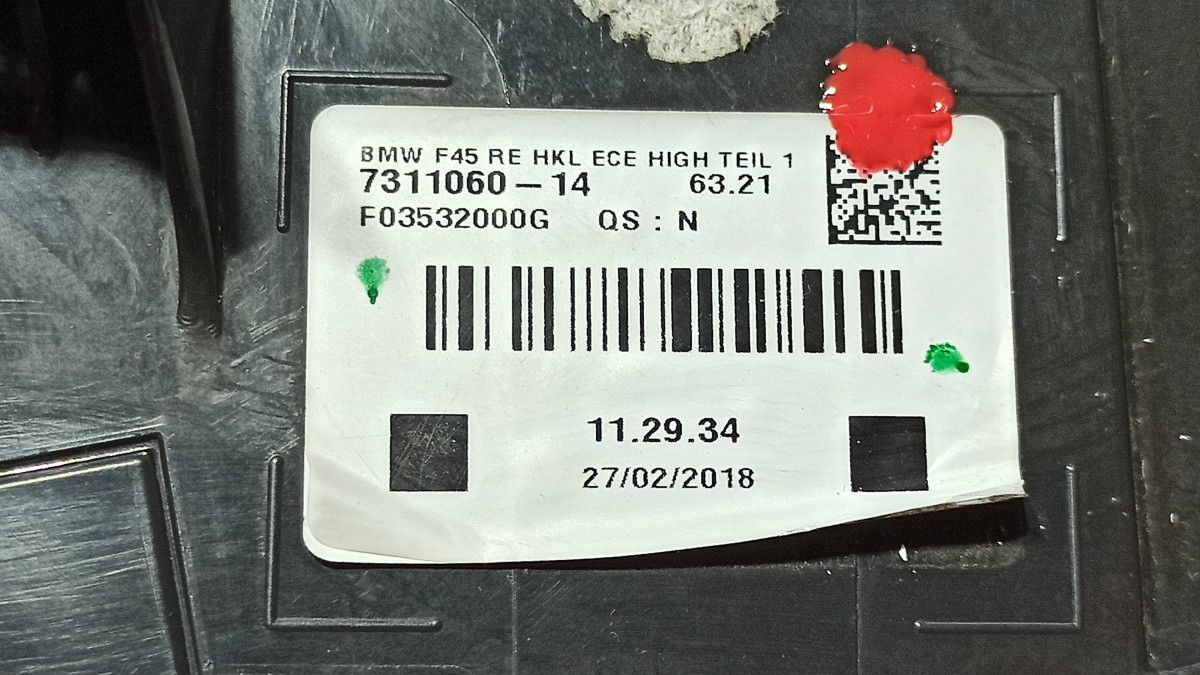 BMW F45 RE HKL ECE HIGH TEIL 1
7311060-14 63.21
F03532000G QS : N
11.29.34
27/02/2018